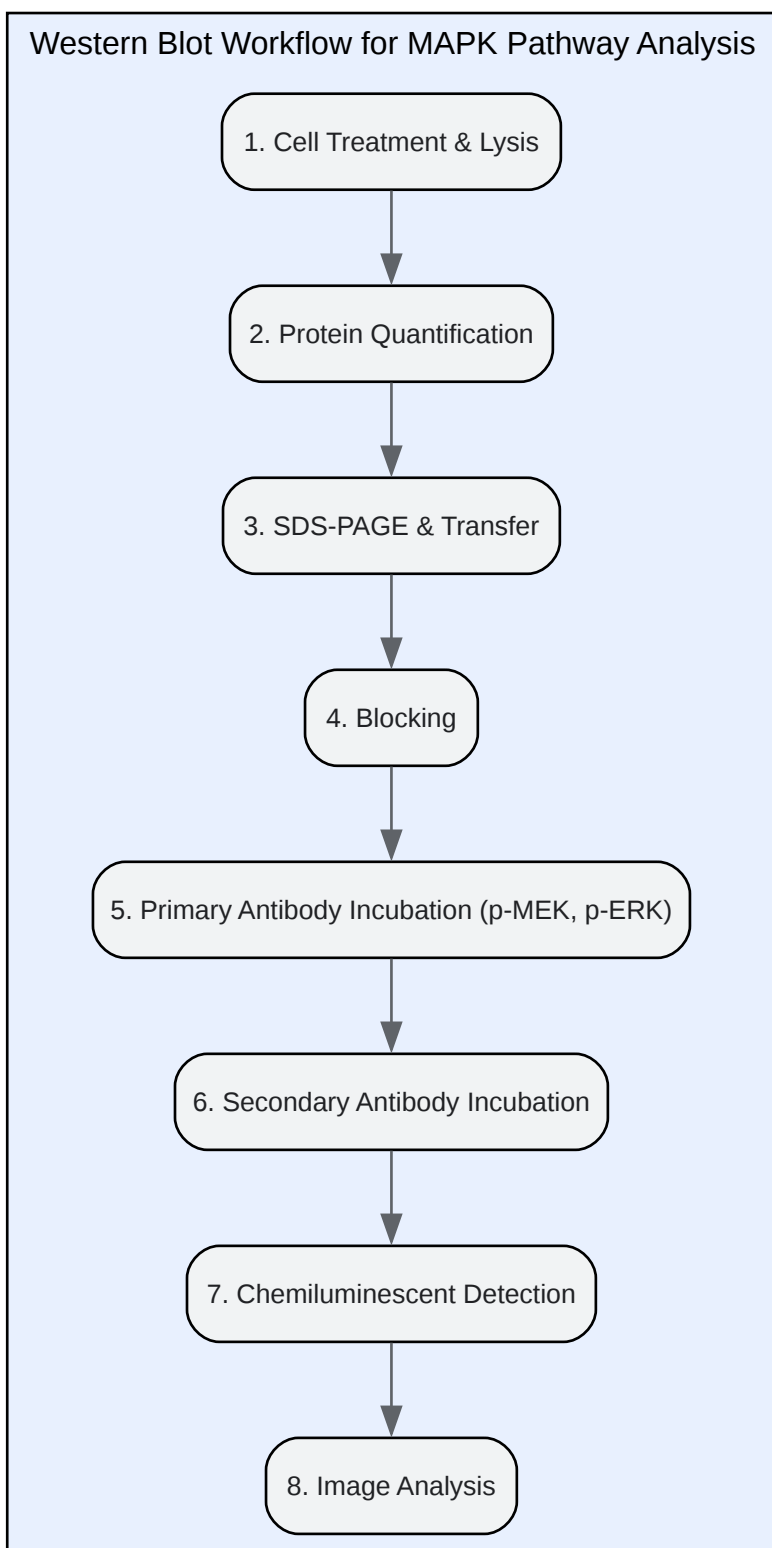 Western Blot Workflow for MAPK Pathway Analysis
1. Cell Treatment & Lysis
2. Protein Quantification
3. SDS-PAGE & Transfer
4. Blocking
5. Primary Antibody Incubation (p-MEK, p-ERK)
6. Secondary Antibody Incubation
7. Chemiluminescent Detection
8. Image Analysis